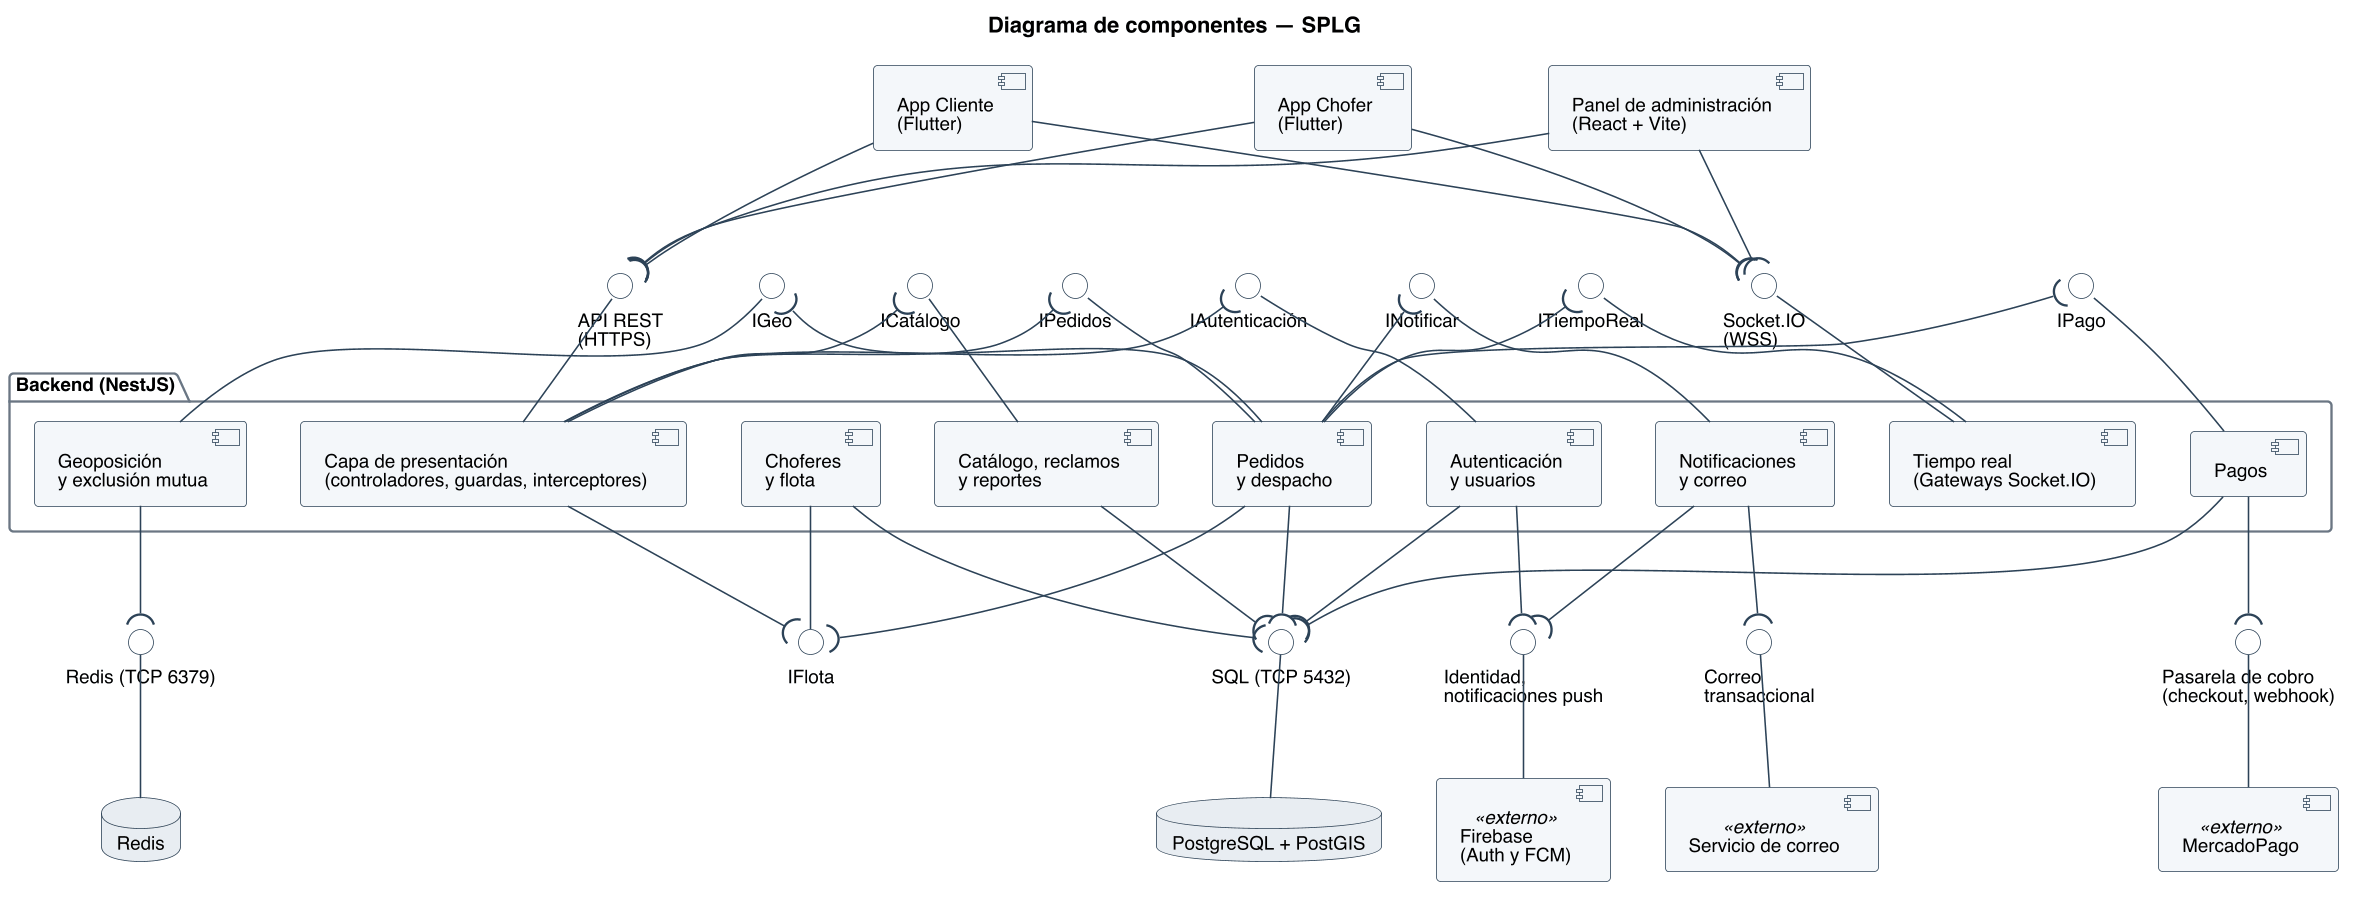 Diagrama de componentes — SPLG
App Cliente
(Flutter)
App Chofer
(Flutter)
Panel de administración
(React + Vite)
API REST
(HTTPS)
IGeo
ICatálogo
IPedidos
IAutenticación
INotificar
ITiempoReal
Socket.IO
(WSS)
IPago
Backend (NestJS)
Geoposición
y exclusión mutua
Capa de presentación
(controladores, guardas, interceptores)
Choferes
y flota
Catálogo, reclamos
y reportes
Pedidos
y despacho
Autenticación
y usuarios
Notificaciones
y correo
Tiempo real
(Gateways Socket.IO)
Pagos
Redis (TCP 6379)
IFlota
SQL (TCP 5432)
Identidad,
notificaciones push
Correo
transaccional
Pasarela de cobro
(checkout, webhook)
Redis
PostgreSQL + PostGIS
«externo»
Firebase
(Auth y FCM)
«externo»
Servicio de correo
«externo»
MercadoPago